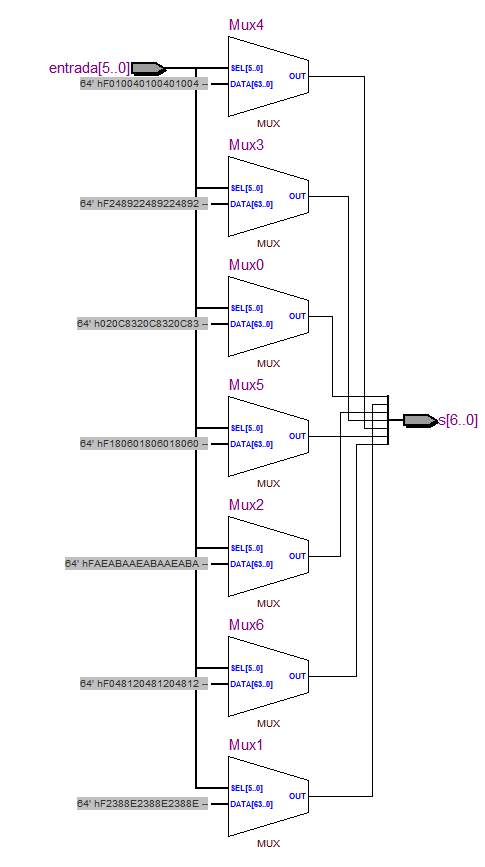 Mux4
entrada[5..0]
SEL[5..0]
OUT
64' hF010040100401004 --
DATA[63..0]
MUX
Mux3
SEL[5..0]
OUT
64' hF248922489224892 --
DATA[63..0]
MUX
Mux0
SEL[5..0]
OUT
64' h020C8320C8320C83 --
DATA[63..0]
MUX
Mux5
SEL[5..0]
s[6..0]
OUT
64' hF180601806018060 --
DATA[63..0]
MUX
Mux2
SEL[5..0]
OUT
64' hFAEABAAEABAAEABA --
DATA[63..0]
MUX
Mux6
SEL[5..0]
OUT
64' hF048120481204812 --
DATA[63..0]
MUX
Mux1
SEL[5..0]
OUT
64' hF2388E2388E2388E --
DATA[63..0]
MUX